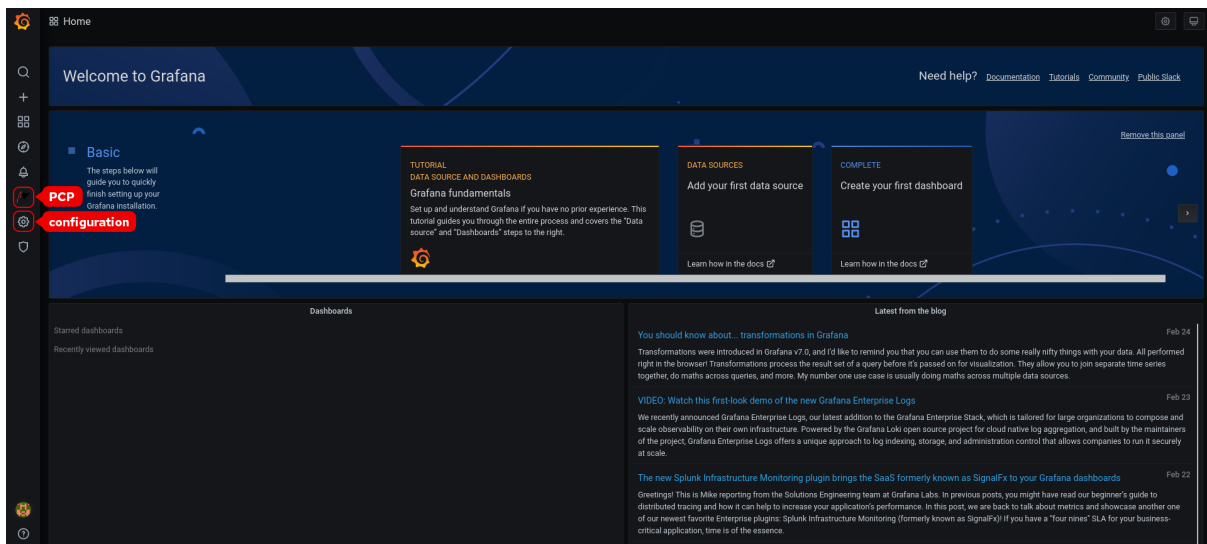 Home
Welcome to Grafana
Need help? Documentation Tutorials Community Public Slack
Remove this panel
Basic
The steps below will
guide you to quickly
finish setting up your
Grafana installation.
TUTORIAL
DATA SOURCE AND DASHBOARDS
Grafana fundamentals
Set up and understand Grafana if you have no prior experience. This
tutorial guides you through the entire process and covers the "Data
source" and "Dashboards" steps to the right.
DATA SOURCES
Add your first data source
Learn how in the docs
COMPLETE
Create your first dashboard
Learn how in the docs
PCP
configuration
Dashboards
Starred dashboards
Recently viewed dashboards
Latest from the blog
You should know about... transformations in Grafana
Feb 24
Transformations were introduced in Grafana v7.0, and I'd like to remind you that you can use them to do some really nifty things with your data. All performed
right in the browser! Transformations process the result set of a query before it's passed on for visualization. They allow you to join separate time series
together, do maths across queries, and more. My number one use case is usually doing maths across multiple data sources.
VIDEO: Watch this first-look demo of the new Grafana Enterprise Logs
Feb 23
We recently announced Grafana Enterprise Logs, our latest addition to the Grafana Enterprise Stack, which is tailored for large organizations to compose and
scale observability on their own infrastructure. Powered by the Grafana Loki open source project for cloud native log aggregation, and built by the maintainers
of the project, Grafana Enterprise Logs offers a unique approach to log indexing, storage, and administration control that allows companies to run it securely
at scale.
The new Splunk Infrastructure Monitoring plugin brings the SaaS formerly known as SignalFx to your Grafana dashboards
Feb 22
Greetings! This is Mike reporting from the Solutions Engineering team at Grafana Labs. In previous posts, you might have read our beginner's guide to
distributed tracing and how it can help to increase your application's performance. In this post, we are back to talk about metrics and showcase another one
of our newest favorite Enterprise plugins: Splunk Infrastructure Monitoring (formerly known as SignalFx)! If you have a "four nines" SLA for your business-
critical application, time is of the essence.